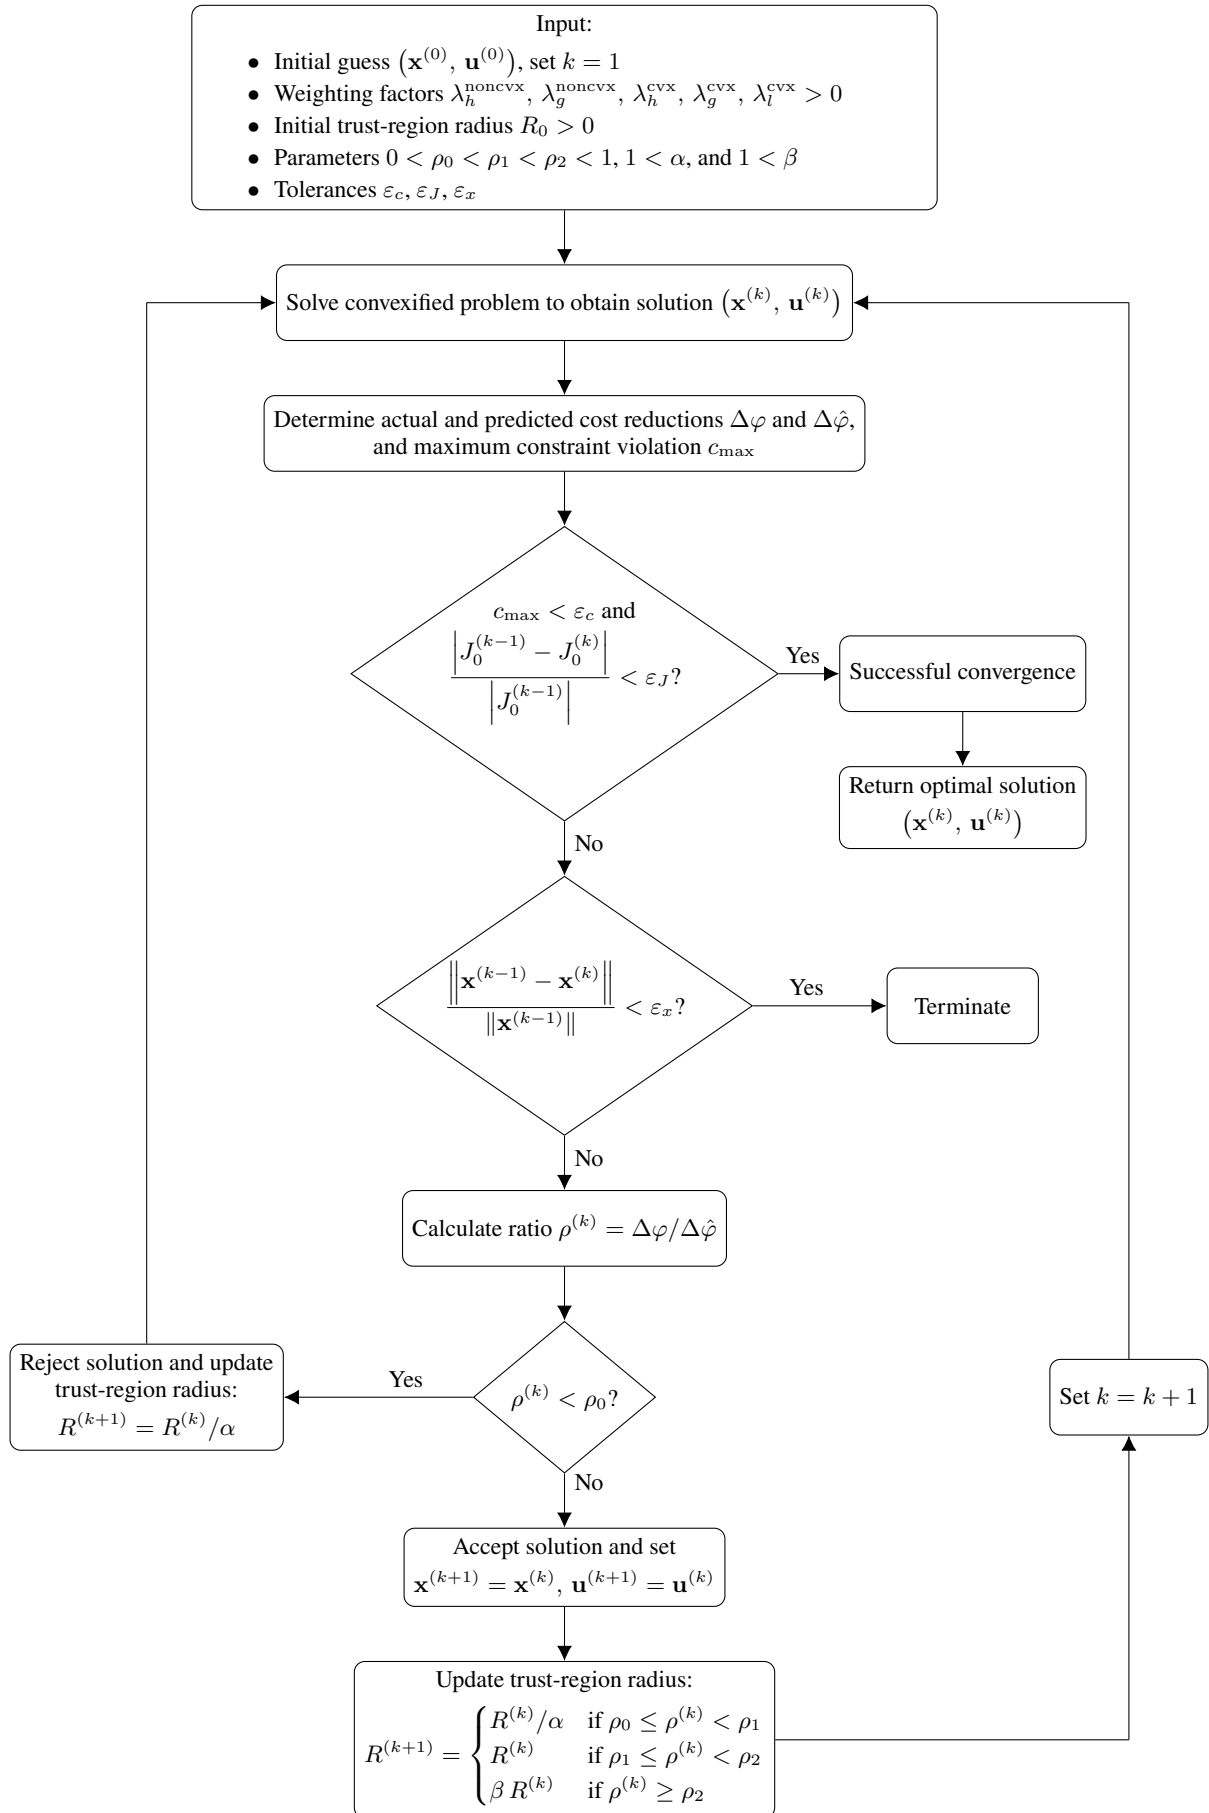 Input:
• Initial guess (x^(0), u^(0)), set k = 1
• Weighting factors λ_h^noncvx, λ_g^noncvx, λ_h^cvx, λ_g^cvx, λ_l^cvx > 0
• Initial trust-region radius R_0 > 0
• Parameters 0 < ρ_0 < ρ_1 < ρ_2 < 1, 1 < α, and 1 < β
• Tolerances ε_c, ε_J, ε_x
Solve convexified problem to obtain solution (x^(k), u^(k))
Determine actual and predicted cost reductions Δφ and Δφ̂,
and maximum constraint violation c_max
c_max < ε_c and
|J_0^(k−1) − J_0^(k)| / |J_0^(k−1)| < ε_J?
Yes
Successful convergence
Return optimal solution
(x^(k), u^(k))
No
‖x^(k−1) − x^(k)‖ / ‖x^(k−1)‖ < ε_x?
Yes
Terminate
No
Calculate ratio ρ^(k) = Δφ/Δφ̂
ρ^(k) < ρ_0?
Yes
Reject solution and update
trust-region radius:
R^(k+1) = R^(k)/α
Set k = k + 1
No
Accept solution and set
x^(k+1) = x^(k), u^(k+1) = u^(k)
Update trust-region radius:
R^(k+1) = { R^(k)/α if ρ_0 ≤ ρ^(k) < ρ_1
R^(k) if ρ_1 ≤ ρ^(k) < ρ_2
β R^(k) if ρ^(k) ≥ ρ_2